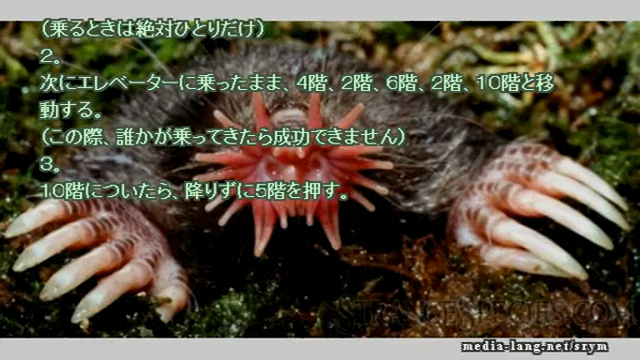 (乗るときは絶対ひとりだけ)
2。
次にエレベーターに乗ったまま、4階、2階、6階、2階、10階と移
動する。
(この際、誰かが乗ってきたら成功できません)
3。
10階についたら、降りずに5階を押す。
STRANGESPECIES.COM
media-lang.net/srym